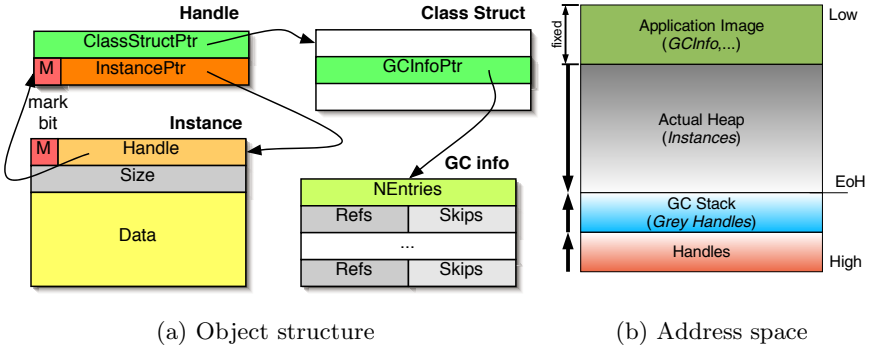 Handle
ClassStructPtr
M
InstancePtr
mark
bit
Instance
M
Handle
Size
Data
Class Struct
GCInfoPtr
GC info
NEntries
Refs
Skips
...
Refs
Skips
(a) Object structure
fixed
Application Image
(GCInfo,...)
Low
Actual Heap
(Instances)
EoH
GC Stack
(Grey Handles)
Handles
High
(b) Address space